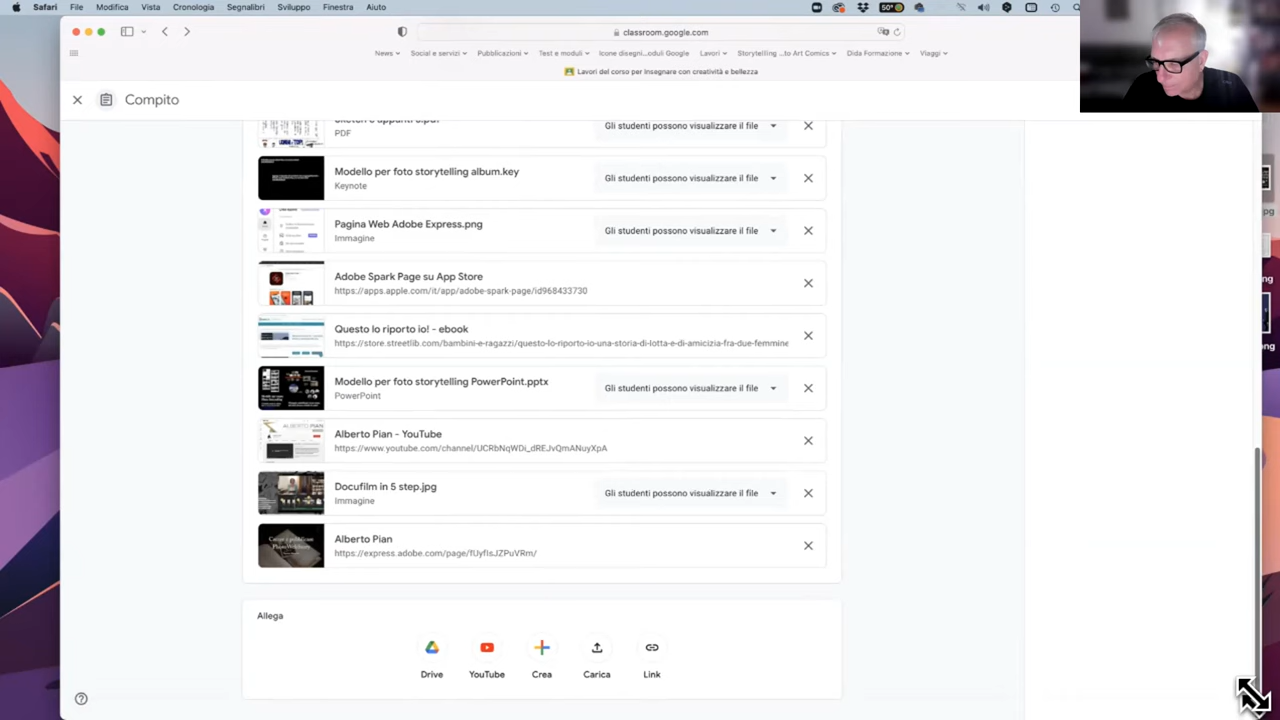 Safari File Modifica Vista Cronologia Segnalibri Sviluppo Finestra Aiuto
50°
classroom.google.com
News Social e servizi Pubblicazioni Test e moduli Icone disegni...oduli Google Lavori Storytelling ...to Art Comics Dida Formazione Viaggi
Lavori del corso per Insegnare con creatività e bellezza
Compito
PDF
Gli studenti possono visualizzare il file
Modello per foto storytelling album.key
Keynote
Gli studenti possono visualizzare il file
Pagina Web Adobe Express.png
Immagine
Gli studenti possono visualizzare il file
Adobe Spark Page su App Store
https://apps.apple.com/it/app/adobe-spark-page/id968433730
Questo lo riporto io! - ebook
https://store.streetlib.com/bambini-e-ragazzi/questo-lo-riporto-io-una-storia-di-lotta-e-di-amicizia-fra-due-femmine
Modello per foto storytelling PowerPoint.pptx
PowerPoint
Gli studenti possono visualizzare il file
Alberto Pian - YouTube
https://www.youtube.com/channel/UCRbNqWDi_dREJvQmANuyXpA
Docufilm in 5 step.jpg
Immagine
Gli studenti possono visualizzare il file
Alberto Pian
https://express.adobe.com/page/fUyfIsJZPuVRm/
Allega
Drive YouTube Crea Carica Link